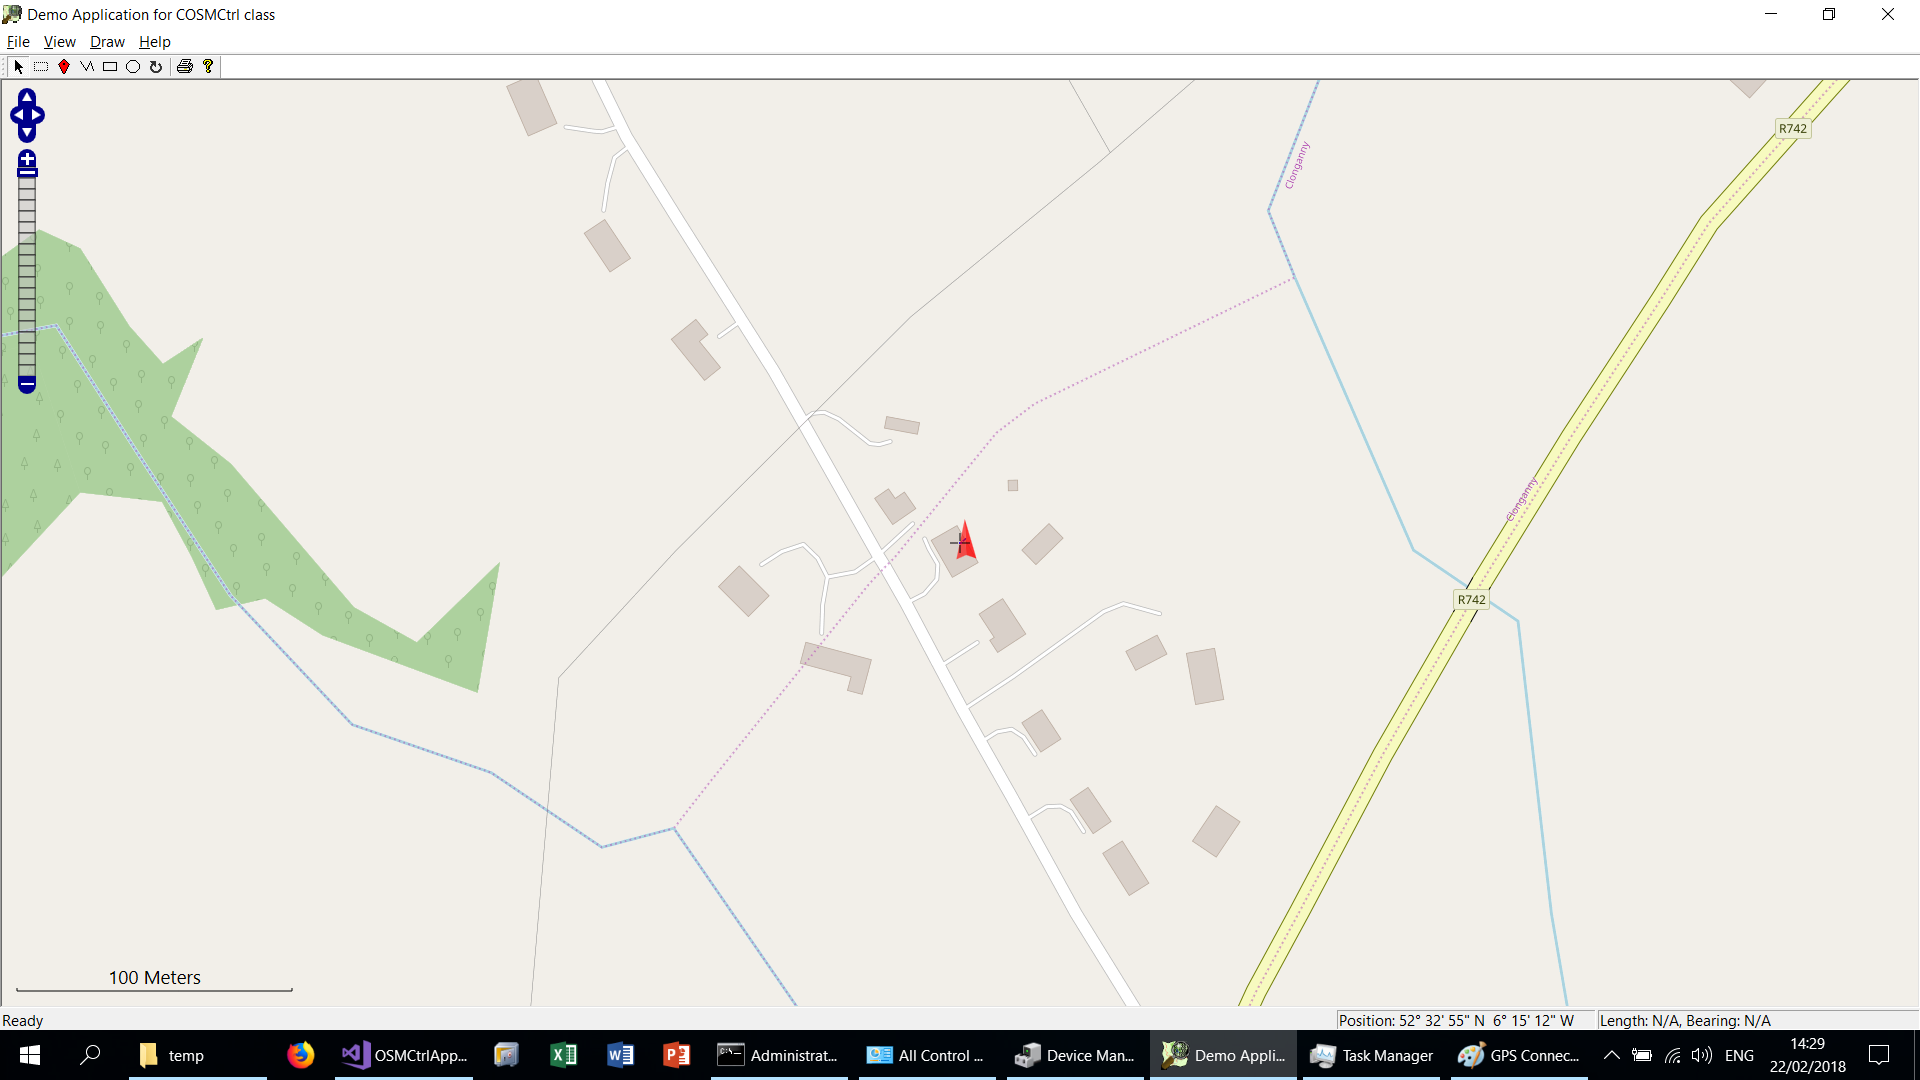 Demo Application for COSMCtrl class
File View Draw Help
R742
Clonganny
Clonganny
R742
100 Meters
Ready
Position: 52° 32' 55" N 6° 15' 12" W
Length: N/A, Bearing: N/A
temp
OSMCtrlApp...
Administrat...
All Control ...
Device Man...
Demo Appli...
Task Manager
GPS Connec...
ENG
14:29
22/02/2018